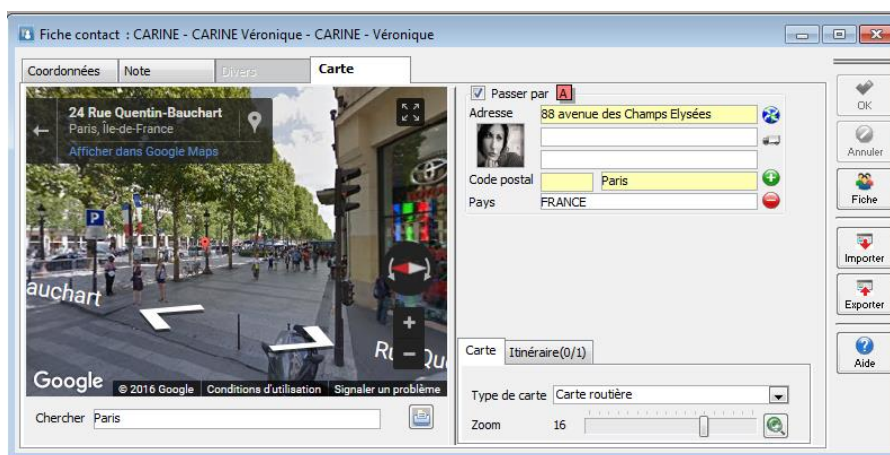 Fiche contact : CARINE - CARINE Véronique - CARINE - Véronique
Coordonnées Note Divers Carte
24 Rue Quentin-Bauchart
Paris, Île-de-France
Afficher dans Google Maps
P
auchart
Ru Qu
+
−
Google © 2016 Google Conditions d'utilisation Signaler un problème
Chercher Paris
Passer par A
Adresse 88 avenue des Champs Elysées
Code postal Paris
Pays FRANCE
Carte Itinéraire(0/1)
Type de carte Carte routière
Zoom 16
OK
Annuler
Fiche
Importer
Exporter
Aide